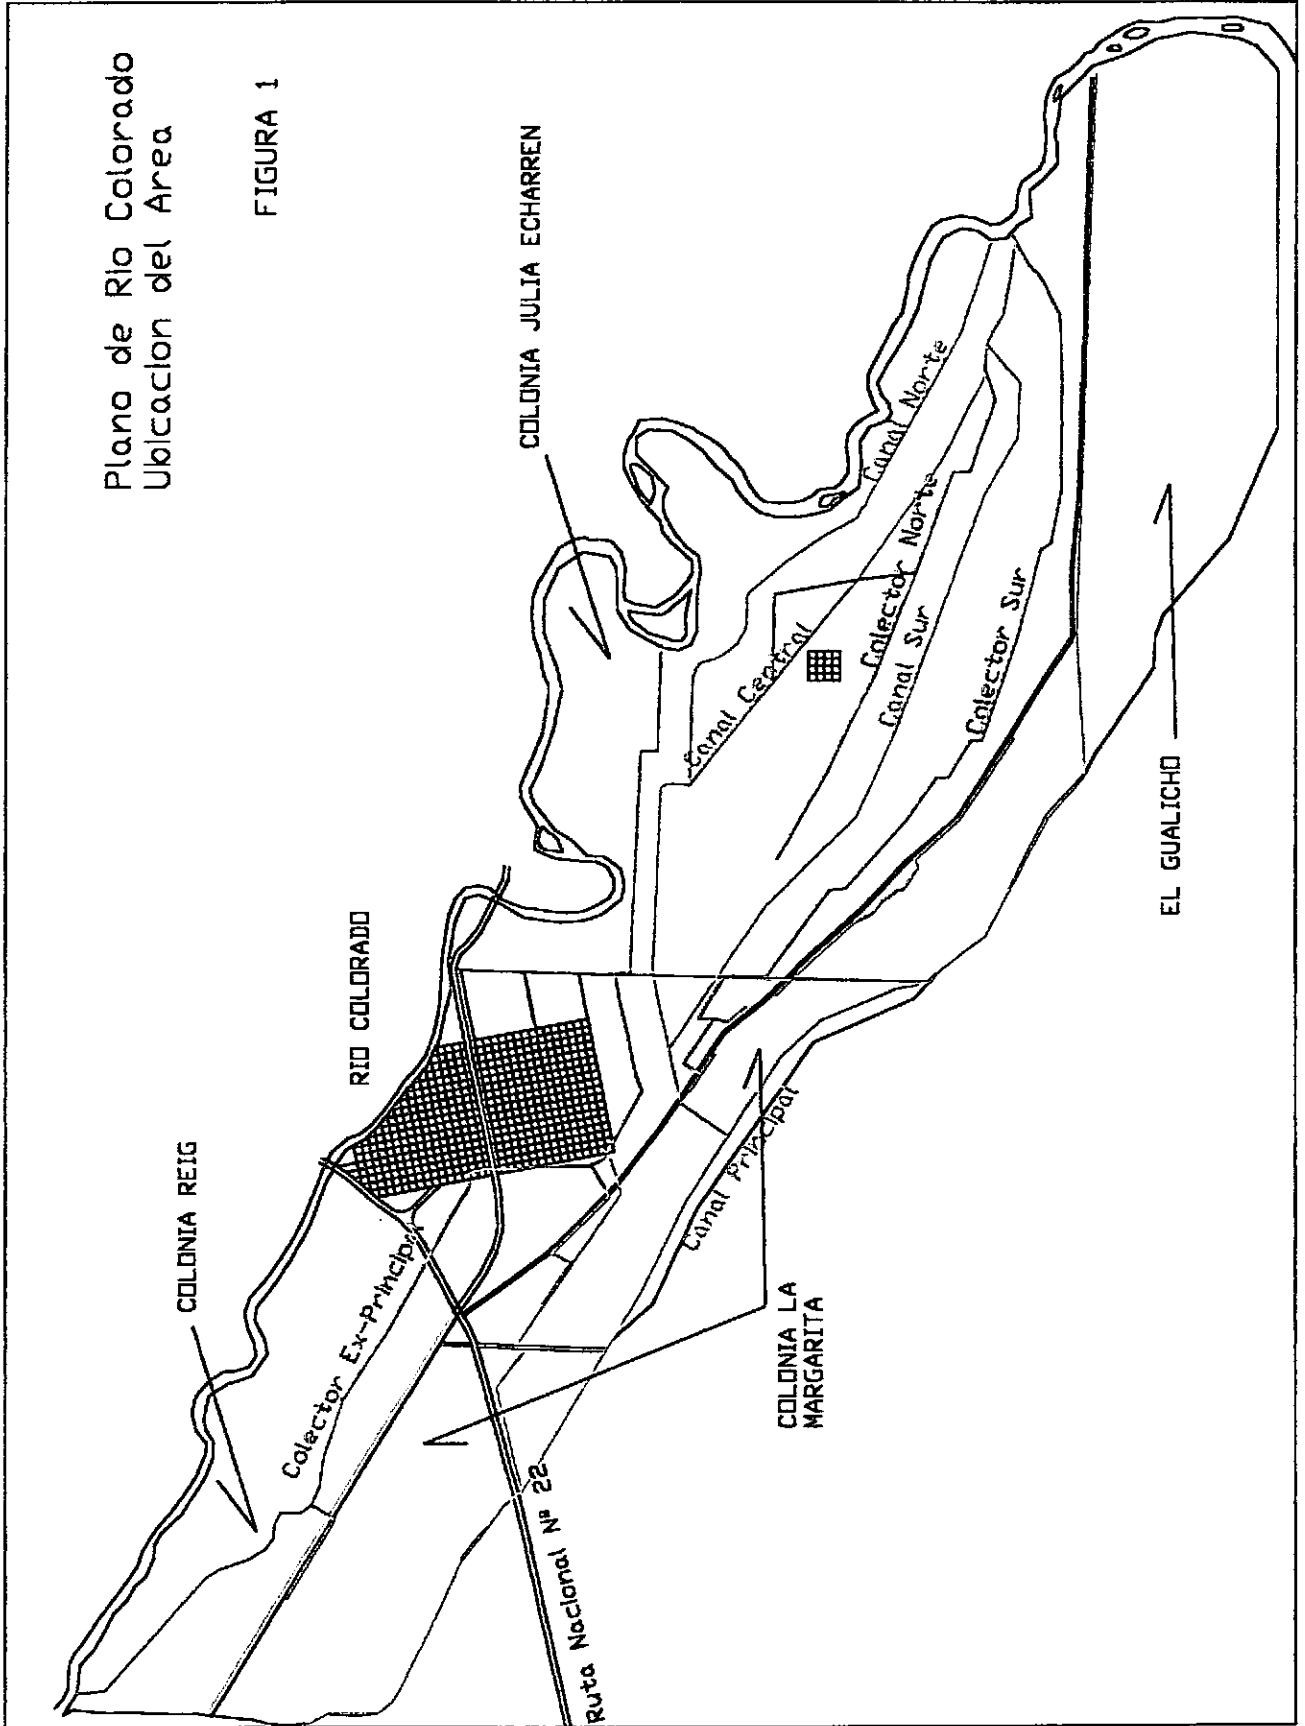 Plano de Rio Colorado
Ubicacion del Area
FIGURA 1
COLONIA JULIA ECHARREN
RIO COLORADO
COLONIA REIG
Canal Norte
Colector Norte
Canal Central
Canal Sur
Colector Sur
Colector Ex-Principal
Canal Principal
EL GUALICHO
COLONIA LA
MARGARITA
Ruta Nacional Nº 22